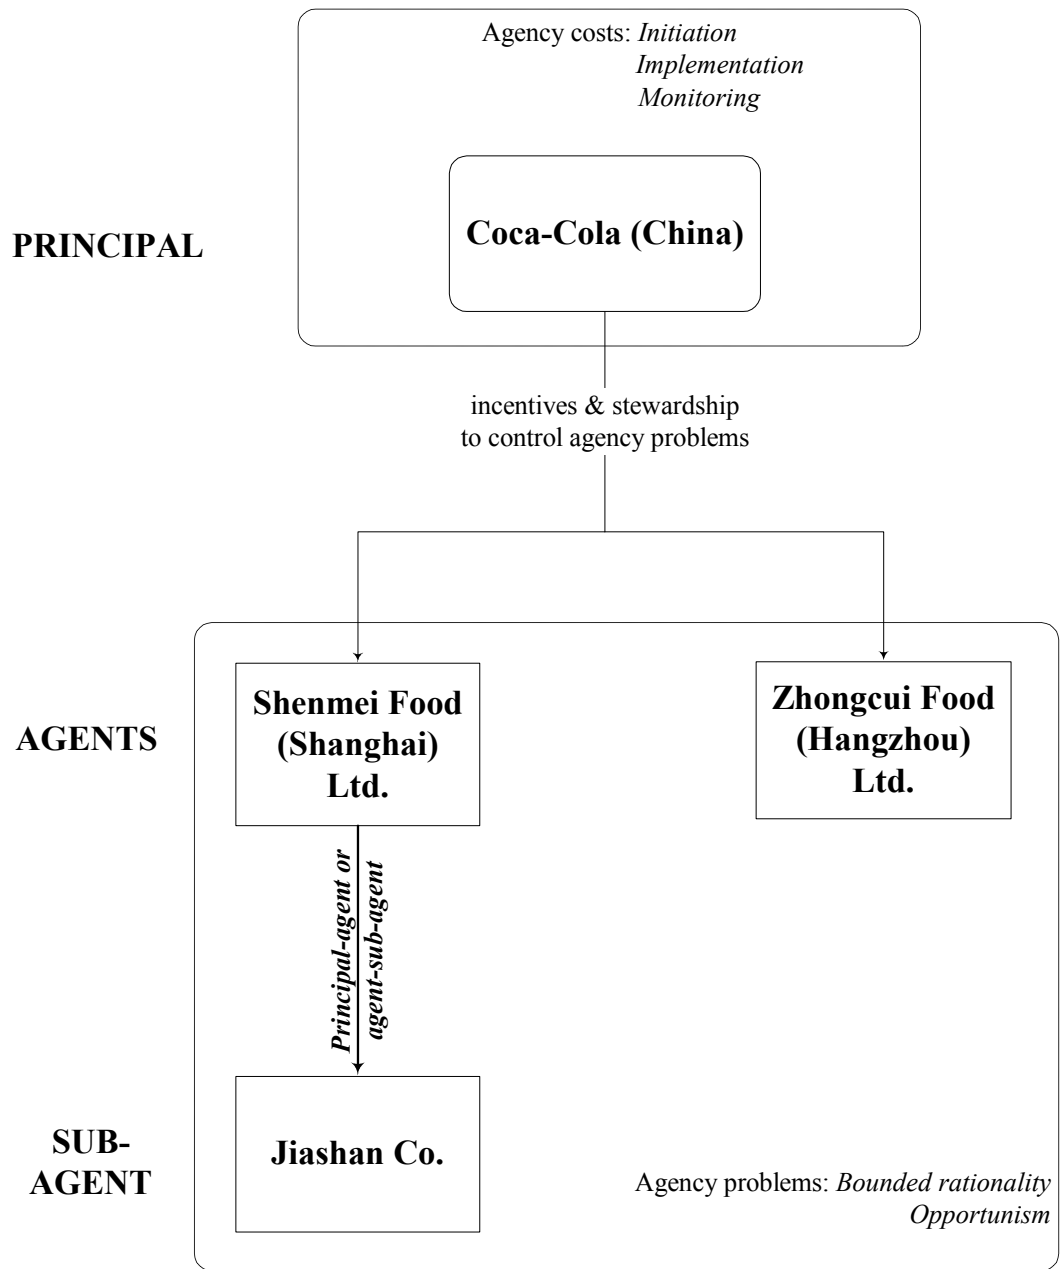 Agency costs: Initiation
Implementation
Monitoring
PRINCIPAL
Coca-Cola (China)
incentives & stewardship
to control agency problems
AGENTS
Shenmei Food
(Shanghai)
Ltd.
Zhongcui Food
(Hangzhou)
Ltd.
Principal-agent or
agent-sub-agent
SUB-
AGENT
Jiashan Co.
Agency problems: Bounded rationality
Opportunism